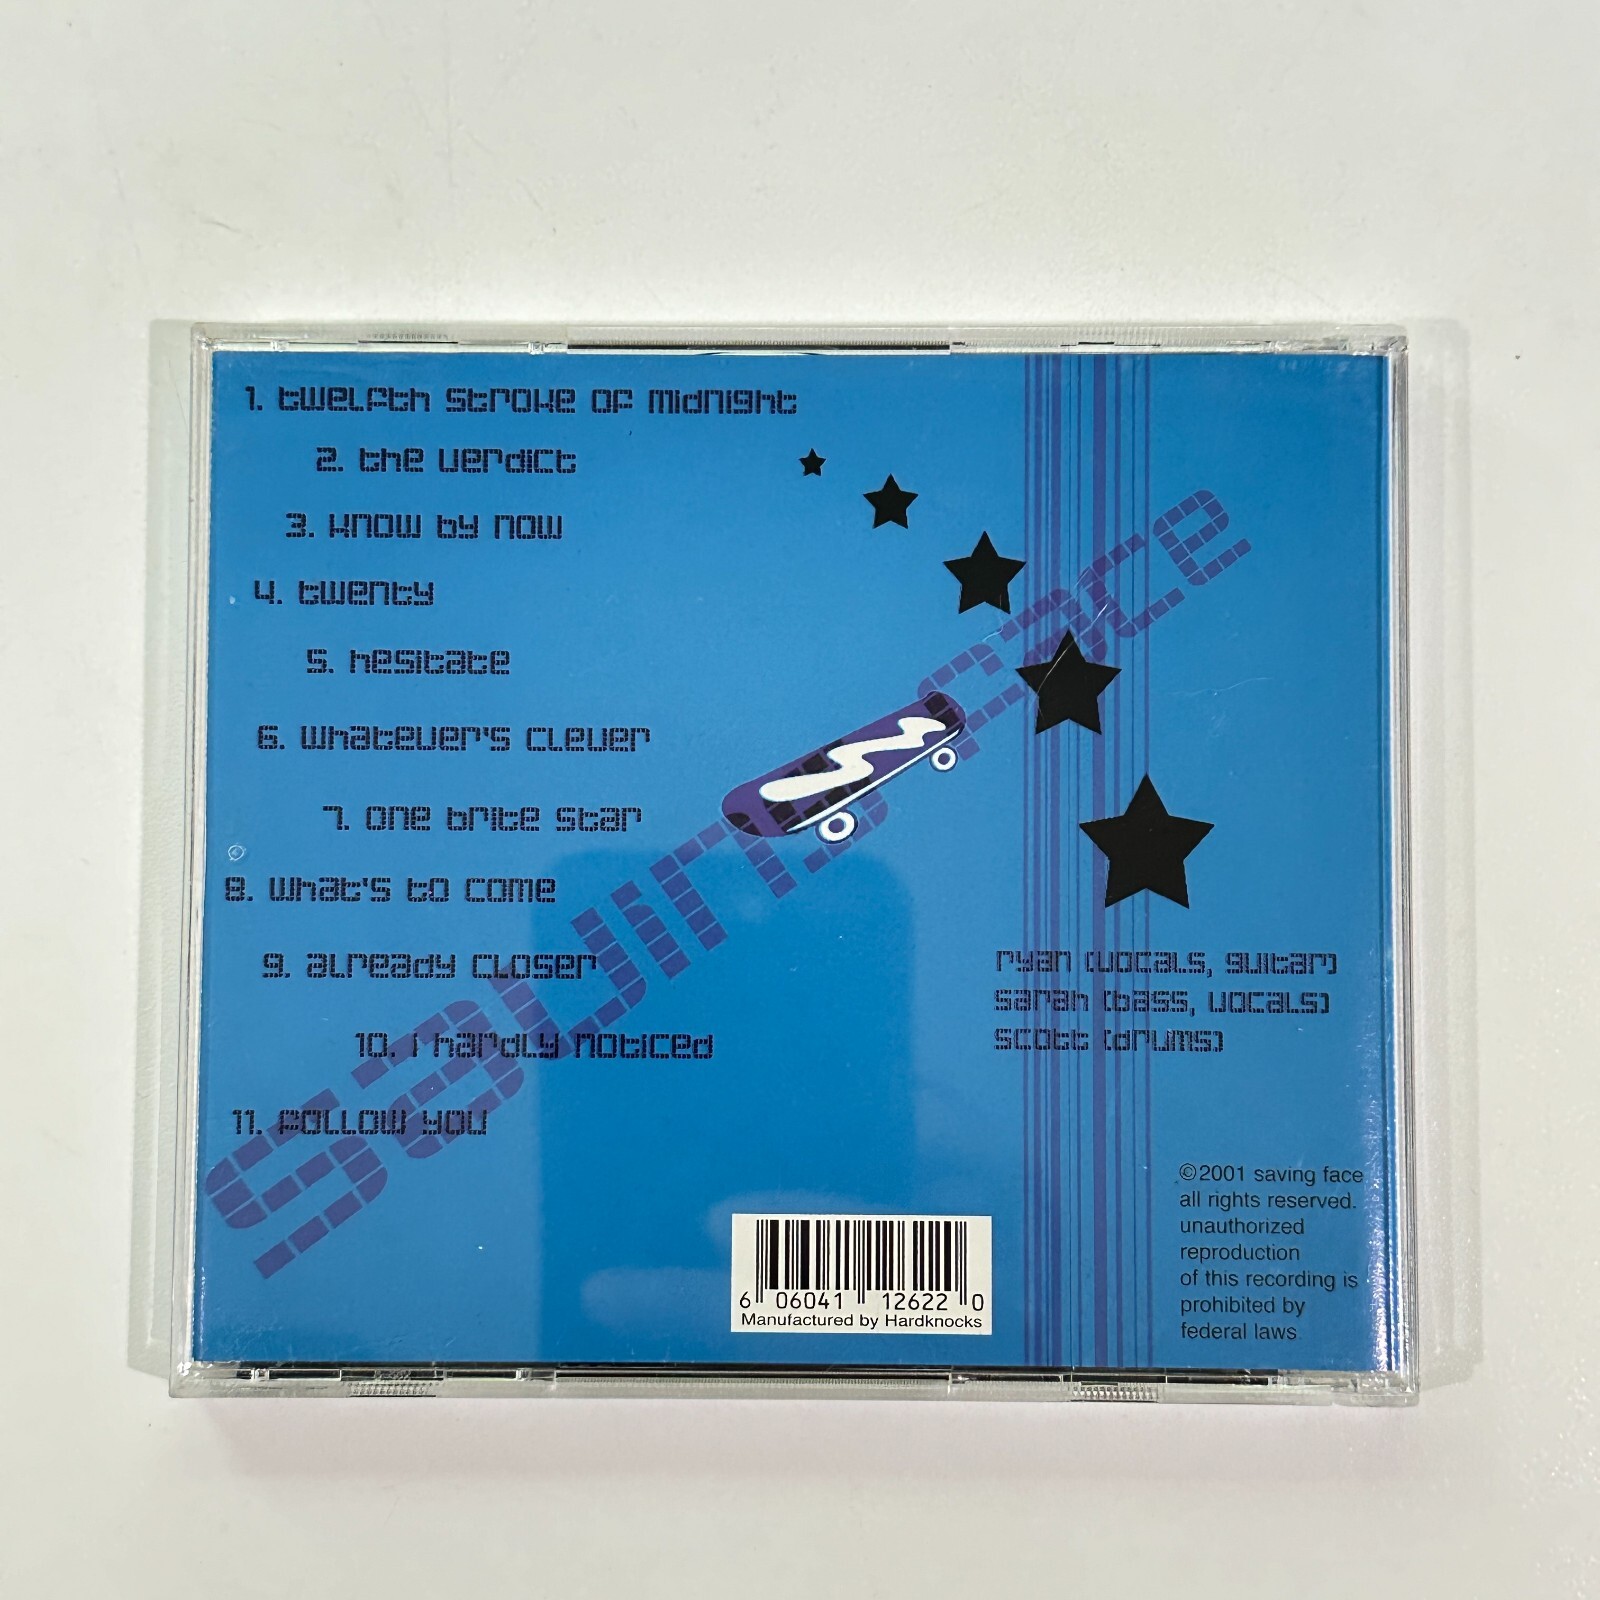 1. twelfth stroke of midnight
2. the verdict
3. know by now
4. twenty
5. hesitate
6. whatever's clever
7. one brite star
8. what's to come
9. already closer
10. i hardly noticed
11. follow you
saving face
ryan (vocals, guitar)
sarah (bass, vocals)
scott (drums)
©2001 saving face
all rights reserved.
unauthorized
reproduction
of this recording is
prohibited by
federal laws.
6 06041 12622 0
Manufactured by Hardknocks